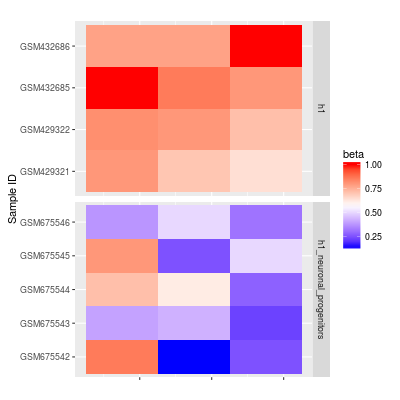 GSM432686
GSM432685
GSM429322
GSM429321
h1
GSM675546
GSM675545
GSM675544
GSM675543
GSM675542
h1_neuronal_progenitors
Sample ID
beta
1.00
0.75
0.50
0.25